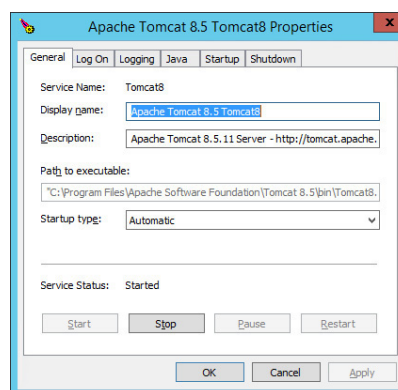 Apache Tomcat 8.5 Tomcat8 Properties
x
General Log On Logging Java Startup Shutdown
Service Name: Tomcat8
Display name: Apache Tomcat 8.5 Tomcat8
Description: Apache Tomcat 8.5.11 Server - http://tomcat.apache.
Path to executable:
"C:\Program Files\Apache Software Foundation\Tomcat 8.5\bin\Tomcat8.
Startup type: Automatic
Service Status: Started
Start Stop Pause Restart
OK Cancel Apply